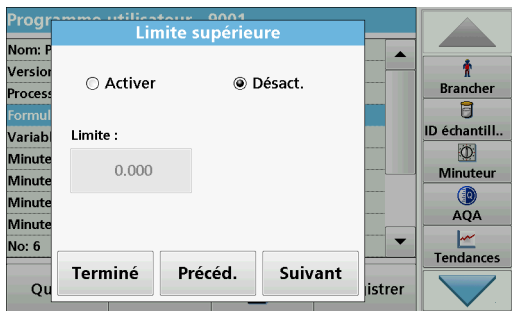 Programme utilisateur 9001
Limite supérieure
Nom: P
Version
Process
Formul
Variabl
Minute
Minute
Minute
Minute
No: 6
Activer
Désact.
Limite :
0.000
Terminé
Précéd.
Suivant
Qu
istrer
Brancher
ID échantill..
Minuteur
AQA
Tendances